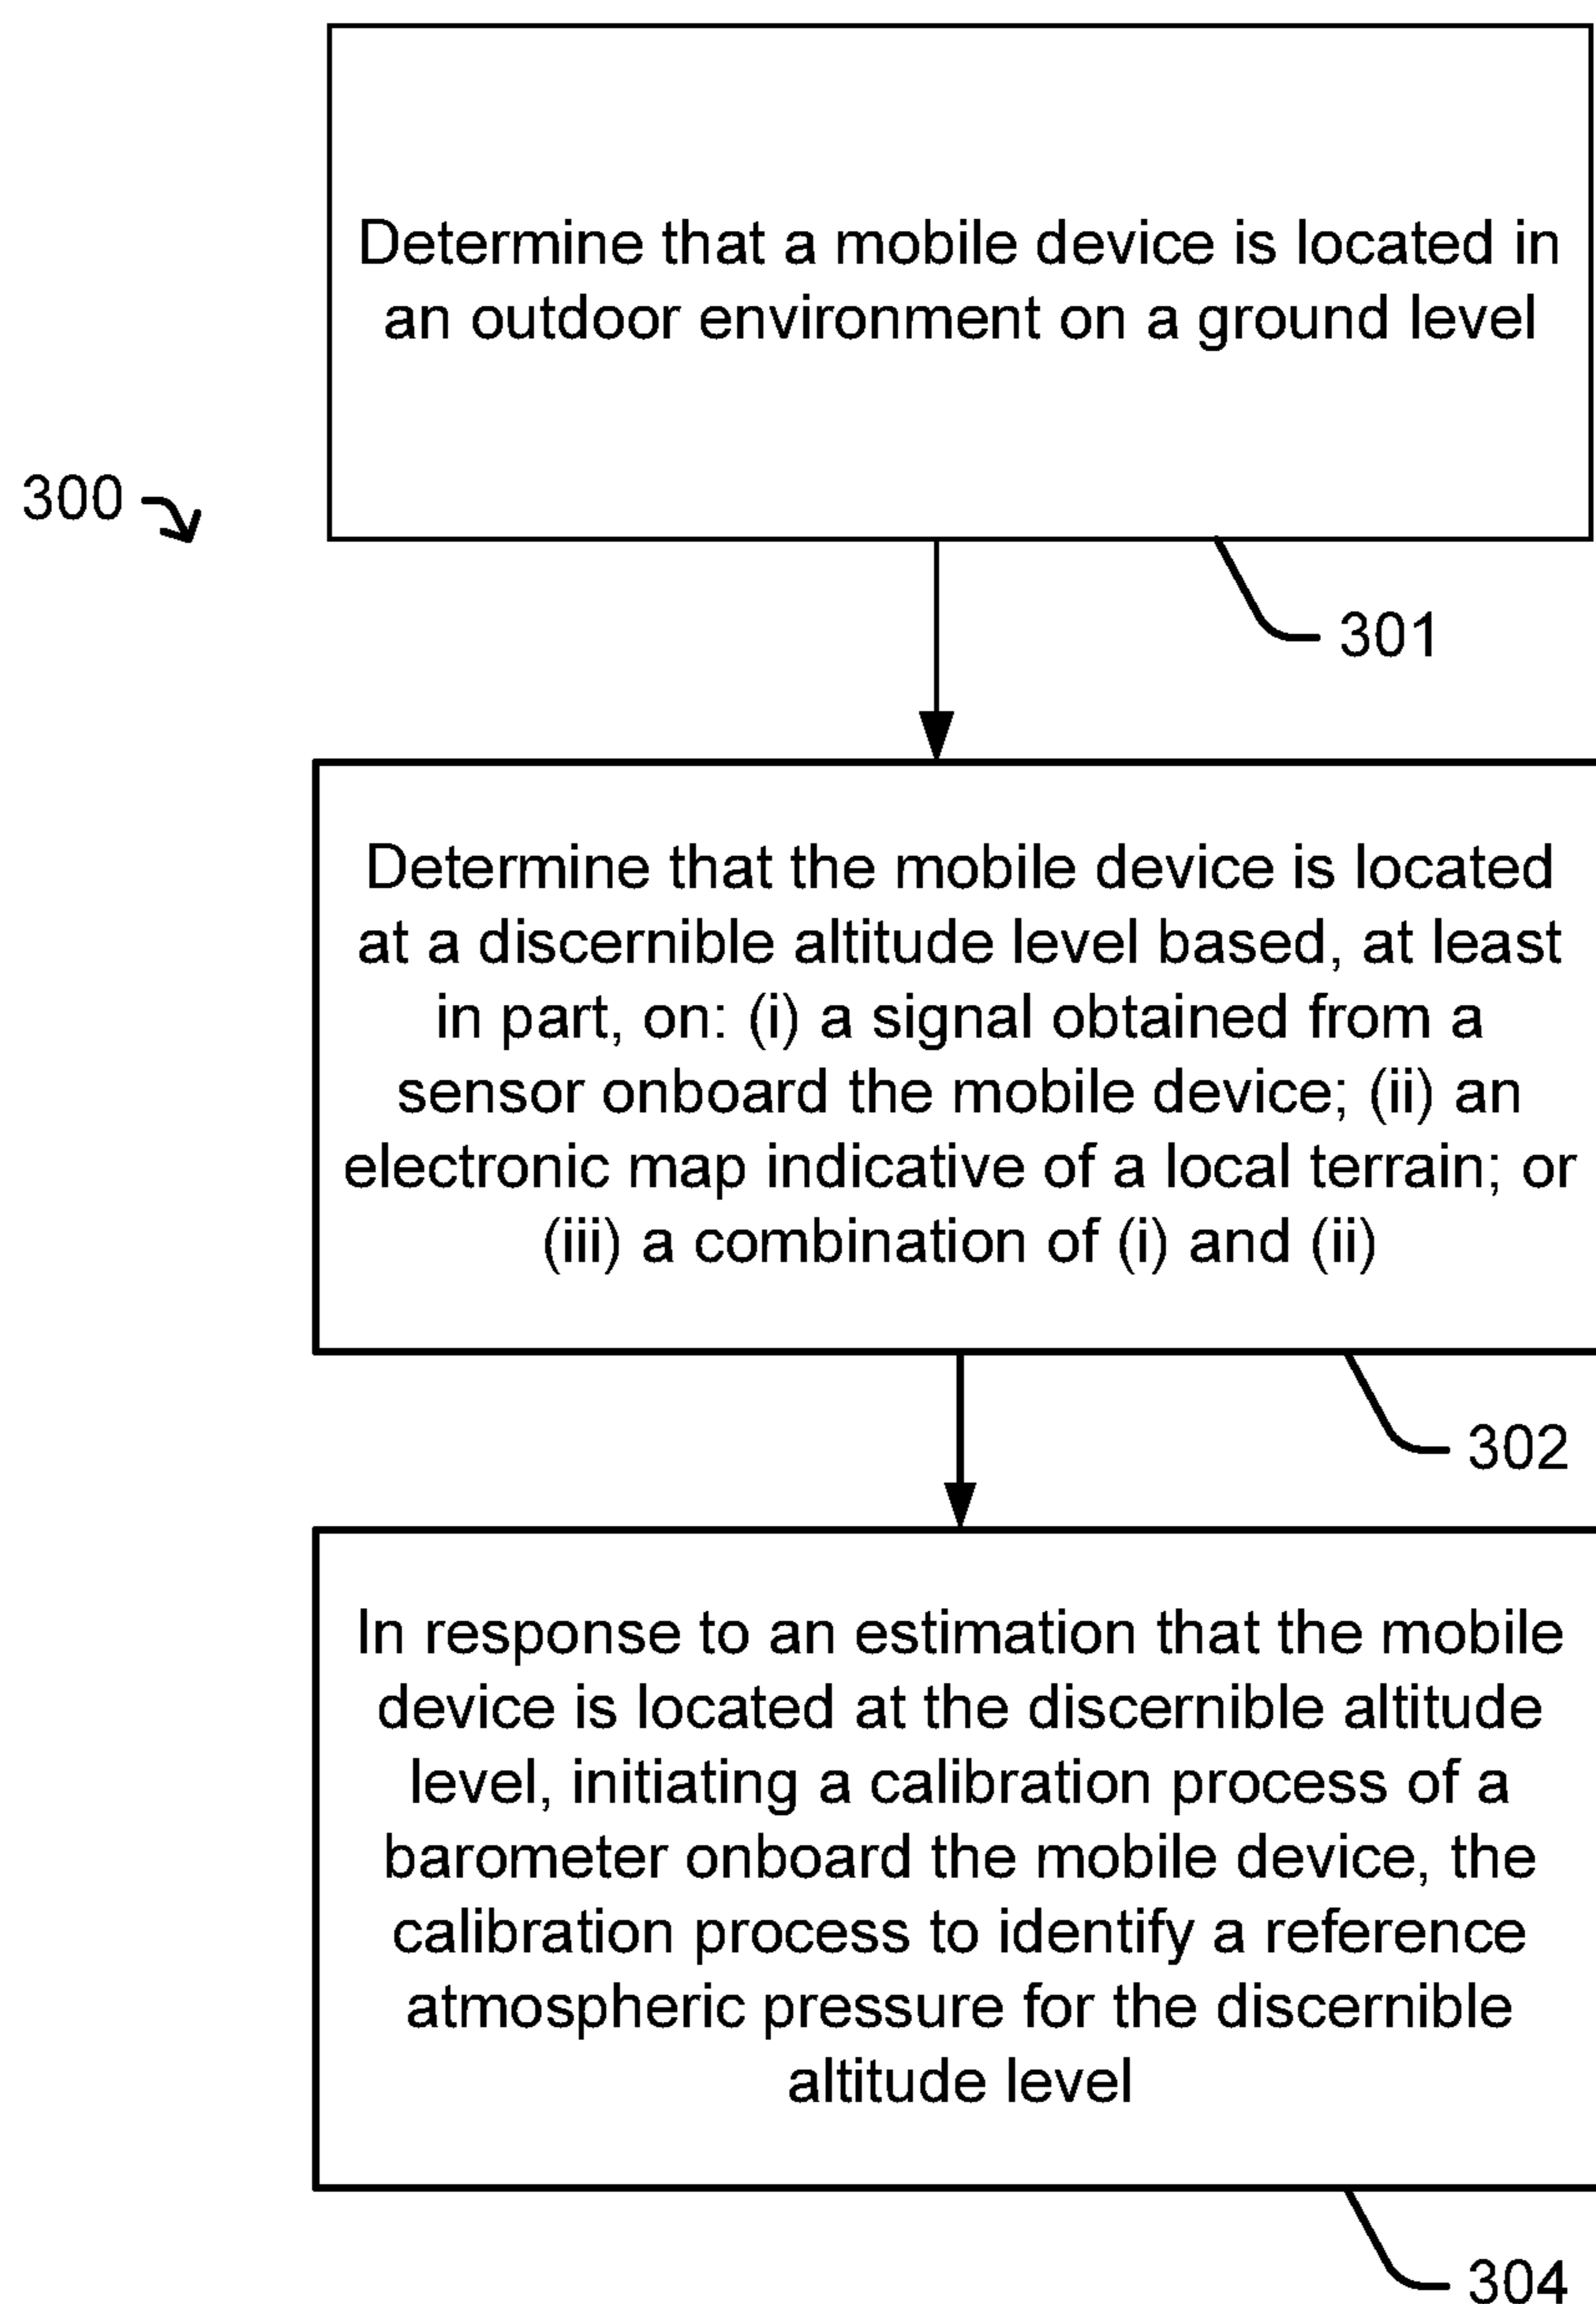 Determine that a mobile device is located in
an outdoor environment on a ground level
300
301
Determine that the mobile device is located
at a discernible altitude level based, at least
in part, on: (i) a signal obtained from a
sensor onboard the mobile device; (ii) an
electronic map indicative of a local terrain; or
(iii) a combination of (i) and (ii)
302
In response to an estimation that the mobile
device is located at the discernible altitude
level, initiating a calibration process of a
barometer onboard the mobile device, the
calibration process to identify a reference
atmospheric pressure for the discernible
altitude level
304